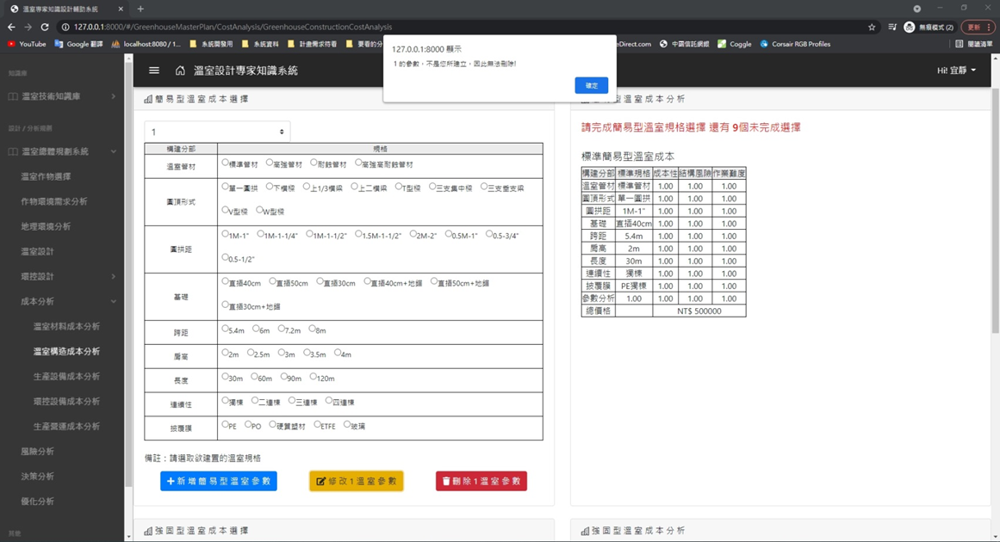 溫室專家知識設計輔助系統
127.0.0.1:8000/#/GreenhouseMasterPlan/CostAnalysis/GreenhouseConstructionCostAnalysis
無痕模式 (2)
更新
YouTube
Google 翻譯
localhost:8080 / 1...
系統開發用
系統資料
計畫需求待看
要看的分
eDirect.com
中國信託網銀
Coggle
Corsair RGB Profiles
閱讀清單
127.0.0.1:8000 顯示
1 的參數，不是您所建立，因此無法刪除!
確定
知識庫
溫室技術知識庫
設計 / 分析範疇
溫室總體規劃系統
溫室作物選擇
作物環境需求分析
地理環境分析
溫室設計
環控設計
成本分析
溫室材料成本分析
溫室構造成本分析
生產設備成本分析
環控設備成本分析
生產營運成本分析
風險分析
決策分析
優化分析
其他
溫室設計專家知識系統
Hi! 宜靜
簡易型溫室成本選擇
1
構建分部 規格
溫室管材 標準管材 高強管材 耐蝕管材 高強高耐蝕管材
圓頂形式 單一圓拱 下橫樑 上1/3橫梁 上二橫梁 T型樑 三支集中樑 三支垂支梁
V型樑 W型樑
圓拱距 1M-1" 1M-1-1/4" 1M-1-1/2" 1.5M-1-1/2" 2M-2" 0.5M-1" 0.5-3/4"
0.5-1/2"
基礎 直插40cm 直插50cm 直插30cm 直插40cm+地錨 直插50cm+地錨
直插30cm+地錨
跨距 5.4m 6m 7.2m 8m
肩高 2m 2.5m 3m 3.5m 4m
長度 30m 60m 90m 120m
連續性 獨棟 二連棟 三連棟 四連棟
披覆膜 PE PO 硬質塑材 ETFE 玻璃
備註：請選取欲建置的溫室規格
新增簡易型溫室參數
修改1溫室參數
刪除1溫室參數
型溫室成本分析
請完成簡易型溫室規格選擇 還有 9個未完成選擇
標準簡易型溫室成本
構建分部 標準規格 成本性 結構風險 作業難度
溫室管材 標準管材 1.00 1.00 1.00
圓頂形式 單一圓拱 1.00 1.00 1.00
圓拱距 1M-1" 1.00 1.00 1.00
基礎 直插40cm 1.00 1.00 1.00
跨距 5.4m 1.00 1.00 1.00
肩高 2m 1.00 1.00 1.00
長度 30m 1.00 1.00 1.00
連續性 獨棟 1.00 1.00 1.00
披覆膜 PE獨棟 1.00 1.00 1.00
參數分析 1.00 1.00 1.00 1.00
總價格 NT$ 500000
強固型溫室成本選擇
強固型溫室成本分析